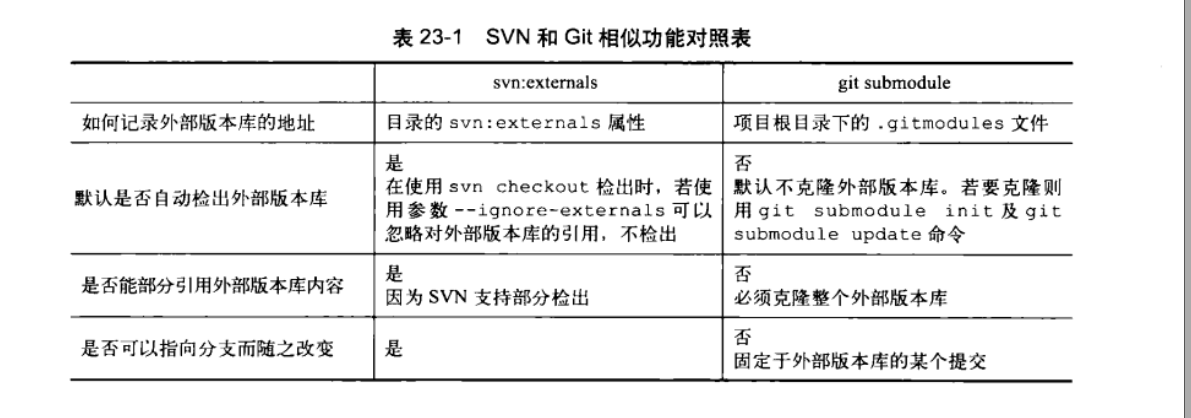 表 23-1 SVN 和 Git 相似功能对照表
svn:externals git submodule
如何记录外部版本库的地址 目录的 svn:externals 属性 项目根目录下的 .gitmodules 文件
默认是否自动检出外部版本库
是
在使用 svn checkout 检出时，若使
用参数 --ignore-externals 可以
忽略对外部版本库的引用，不检出
否
默认不克隆外部版本库。若要克隆则
用 git submodule init 及 git
submodule update 命令
是否能部分引用外部版本库内容
是
因为 SVN 支持部分检出
否
必须克隆整个外部版本库
是否可以指向分支而随之改变
是
否
固定于外部版本库的某个提交